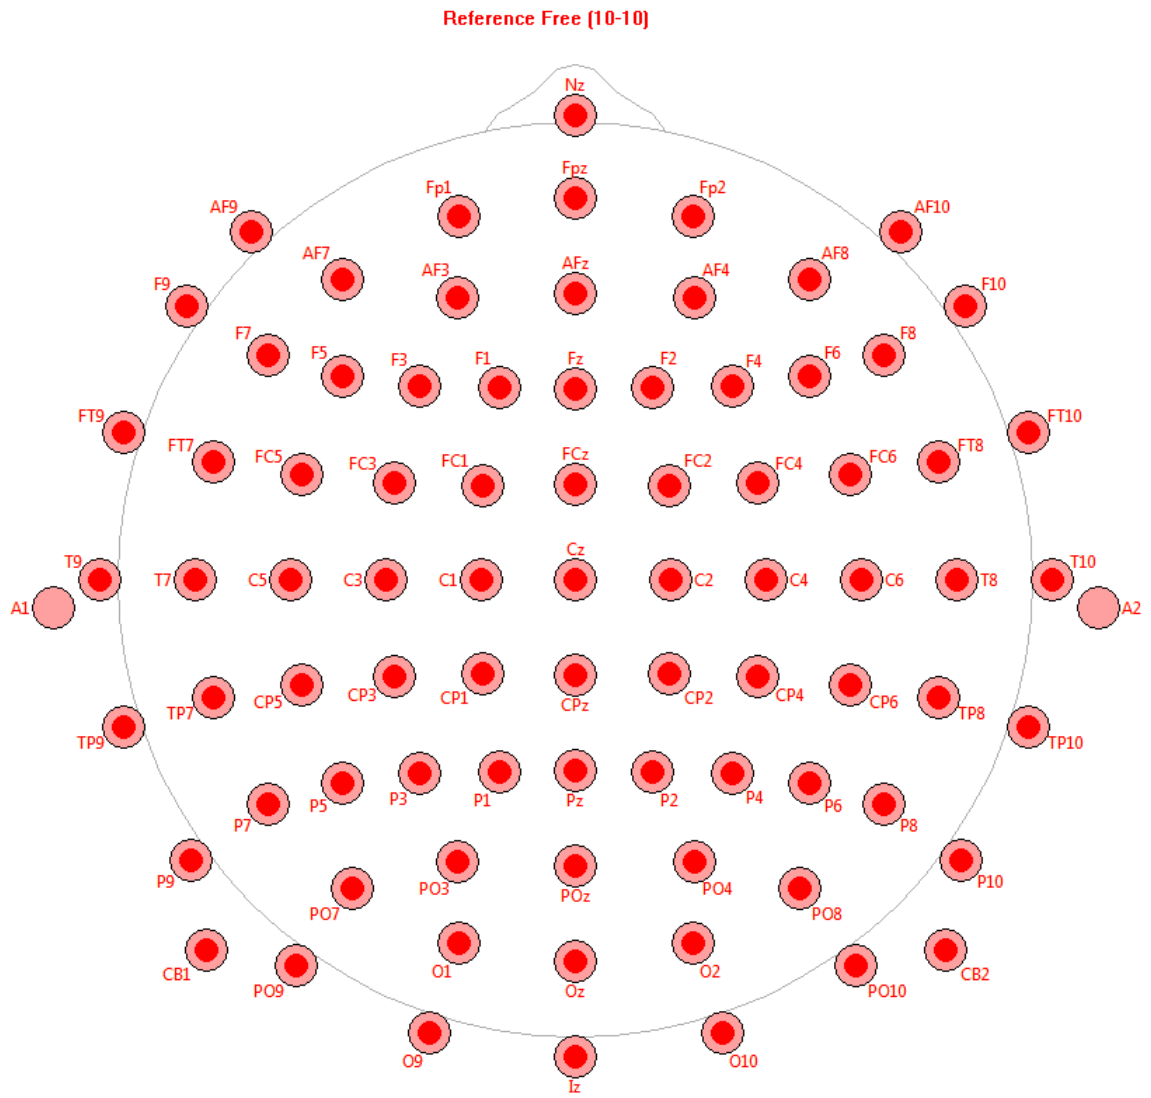 Reference Free (10-10)
Nz
Fpz
Fp1
Fp2
AF9
AF10
AF7
AF3
AFz
AF4
AF8
F9
F10
F7
F5
F3
F1
Fz
F2
F4
F6
F8
FT9
FT10
FT7
FC5
FC3
FC1
FCz
FC2
FC4
FC6
FT8
T9
T7
C5
C3
C1
Cz
C2
C4
C6
T8
T10
A1
A2
TP9
TP7
CP5
CP3
CP1
CPz
CP2
CP4
CP6
TP8
TP10
P7
P5
P3
P1
Pz
P2
P4
P6
P8
P9
P10
PO7
PO3
POz
PO4
PO8
CB1
PO9
O1
Oz
O2
PO10
CB2
O9
Iz
O10